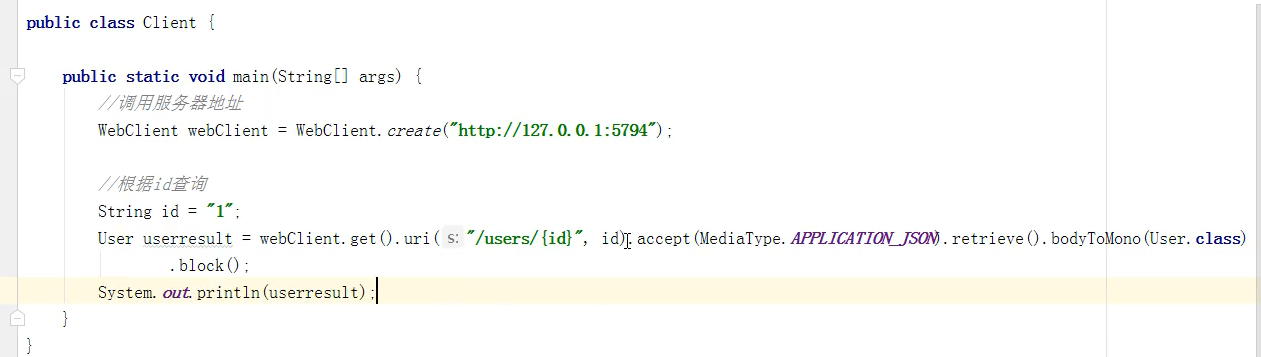 public class Client {
public static void main(String[] args) {
//调用服务器地址
WebClient webClient = WebClient.create("http://127.0.0.1:5794");
//根据id查询
String id = "1";
User userresult = webClient.get().uri( s: "/users/{id}", id).accept(MediaType.APPLICATION_JSON).retrieve().bodyToMono(User.class)
.block();
System.out.println(userresult);
}
}